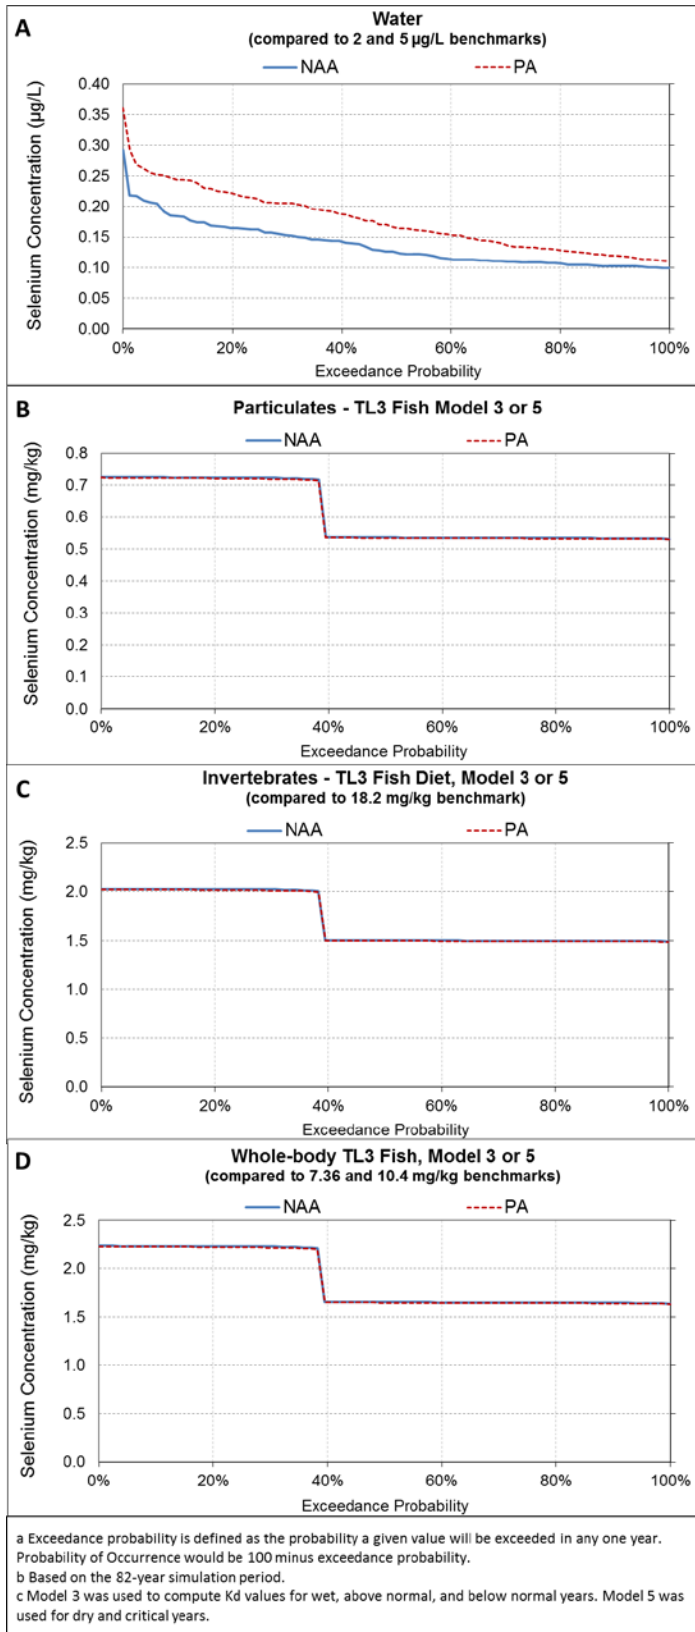 A
Water
(compared to 2 and 5 µg/L benchmarks)
NAA PA
Selenium Concentration (µg/L)
0.40
0.35
0.30
0.25
0.20
0.15
0.10
0.05
0.00
0% 20% 40% 60% 80% 100%
Exceedance Probability
B
Particulates - TL3 Fish Model 3 or 5
NAA PA
Selenium Concentration (mg/kg)
0.8
0.7
0.6
0.5
0.4
0.3
0.2
0.1
0.0
0% 20% 40% 60% 80% 100%
Exceedance Probability
C
Invertebrates - TL3 Fish Diet, Model 3 or 5
(compared to 18.2 mg/kg benchmark)
NAA PA
Selenium Concentration (mg/kg)
2.5
2.0
1.5
1.0
0.5
0.0
0% 20% 40% 60% 80% 100%
Exceedance Probability
D
Whole-body TL3 Fish, Model 3 or 5
(compared to 7.36 and 10.4 mg/kg benchmarks)
NAA PA
Selenium Concentration (mg/kg)
2.5
2.0
1.5
1.0
0.5
0.0
0% 20% 40% 60% 80% 100%
Exceedance Probability
a Exceedance probability is defined as the probability a given value will be exceeded in any one year.
Probability of Occurrence would be 100 minus exceedance probability.
b Based on the 82-year simulation period.
c Model 3 was used to compute Kd values for wet, above normal, and below normal years. Model 5 was
used for dry and critical years.